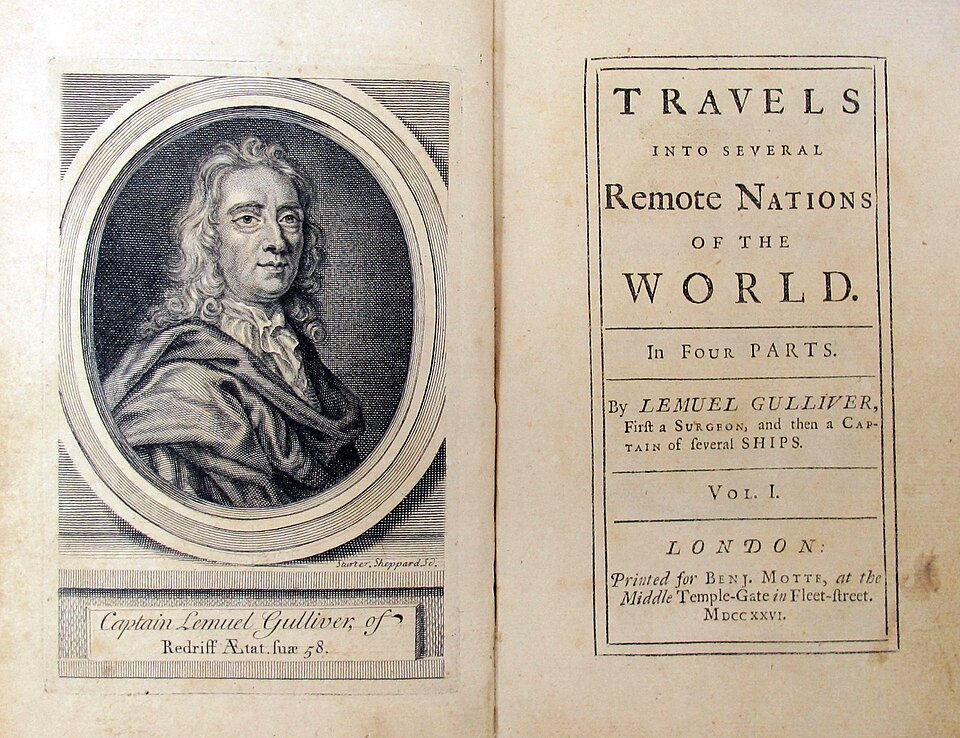 Sturt et. Sheppard. Sc.
Captain Lemuel Gulliver, of
Redriff Ætat. ſuæ 58.
TRAVELS
INTO SEVERAL
Remote NATIONS
OF THE
WORLD.
In FOUR PARTS.
By LEMUEL GULLIVER,
Firſt a SURGEON, and then a CAP-
TAIN of ſeveral SHIPS.
VOL. I.
LONDON:
Printed for BENJ. MOTTE, at the
Middle Temple-Gate in Fleet-ſtreet.
MDCCXXVI.